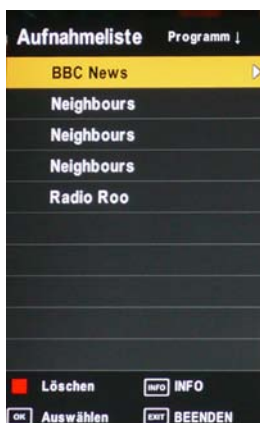 Aufnahmeliste Programm ↓
BBC News
Neighbours
Neighbours
Neighbours
Radio Roo
Löschen INFO INFO
OK Auswählen EXIT BEENDEN